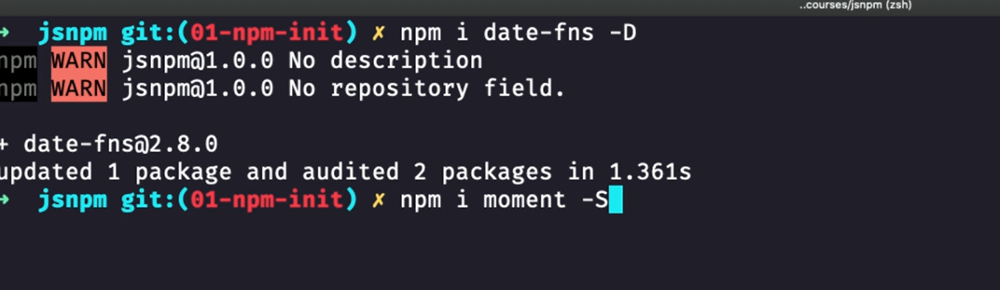 ..courses/jsnpm (zsh)
➜ jsnpm git:(01-npm-init) ✗ npm i date-fns -D
npm WARN jsnpm@1.0.0 No description
npm WARN jsnpm@1.0.0 No repository field.
+ date-fns@2.8.0
updated 1 package and audited 2 packages in 1.361s
➜ jsnpm git:(01-npm-init) ✗ npm i moment -S